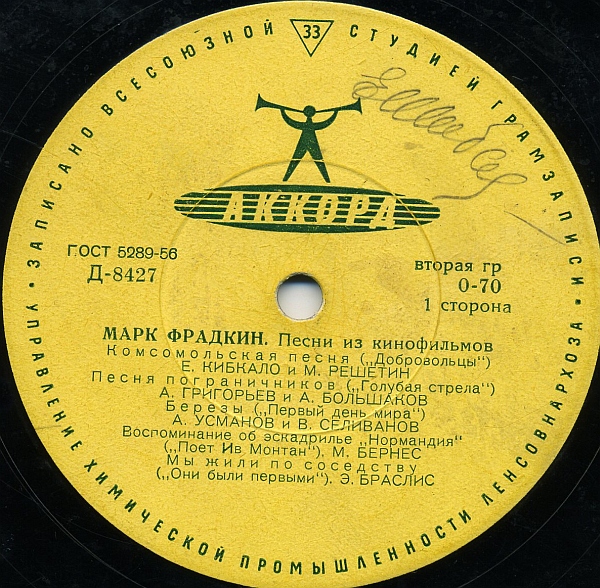 • ЗАПИСАНО ВСЕСОЮЗНОЙ 33 СТУДИЕЙ ГРАМЗАПИСИ •
УПРАВЛЕНИЕ ХИМИЧЕСКОЙ ПРОМЫШЛЕННОСТИ ЛЕНСОВНАРХОЗА
АККОРД
ГОСТ 5289-56
Д-8427
вторая гр
0-70
1 сторона
МАРК ФРАДКИН. Песни из кинофильмов
Комсомольская песня („Добровольцы“)
Е. КИБКАЛО и М. РЕШЕТИН
Песня пограничников („Голубая стрела“)
А. ГРИГОРЬЕВ и А. БОЛЬШАКОВ
Березы („Первый день мира“)
А. УСМАНОВ и В. СЕЛИВАНОВ
Воспоминание об эскадрилье „Нормандия“
(„Поет Ив Монтан“), М. БЕРНЕС
Мы жили по соседству
(„Они были первыми“), Э. БРАСЛИС